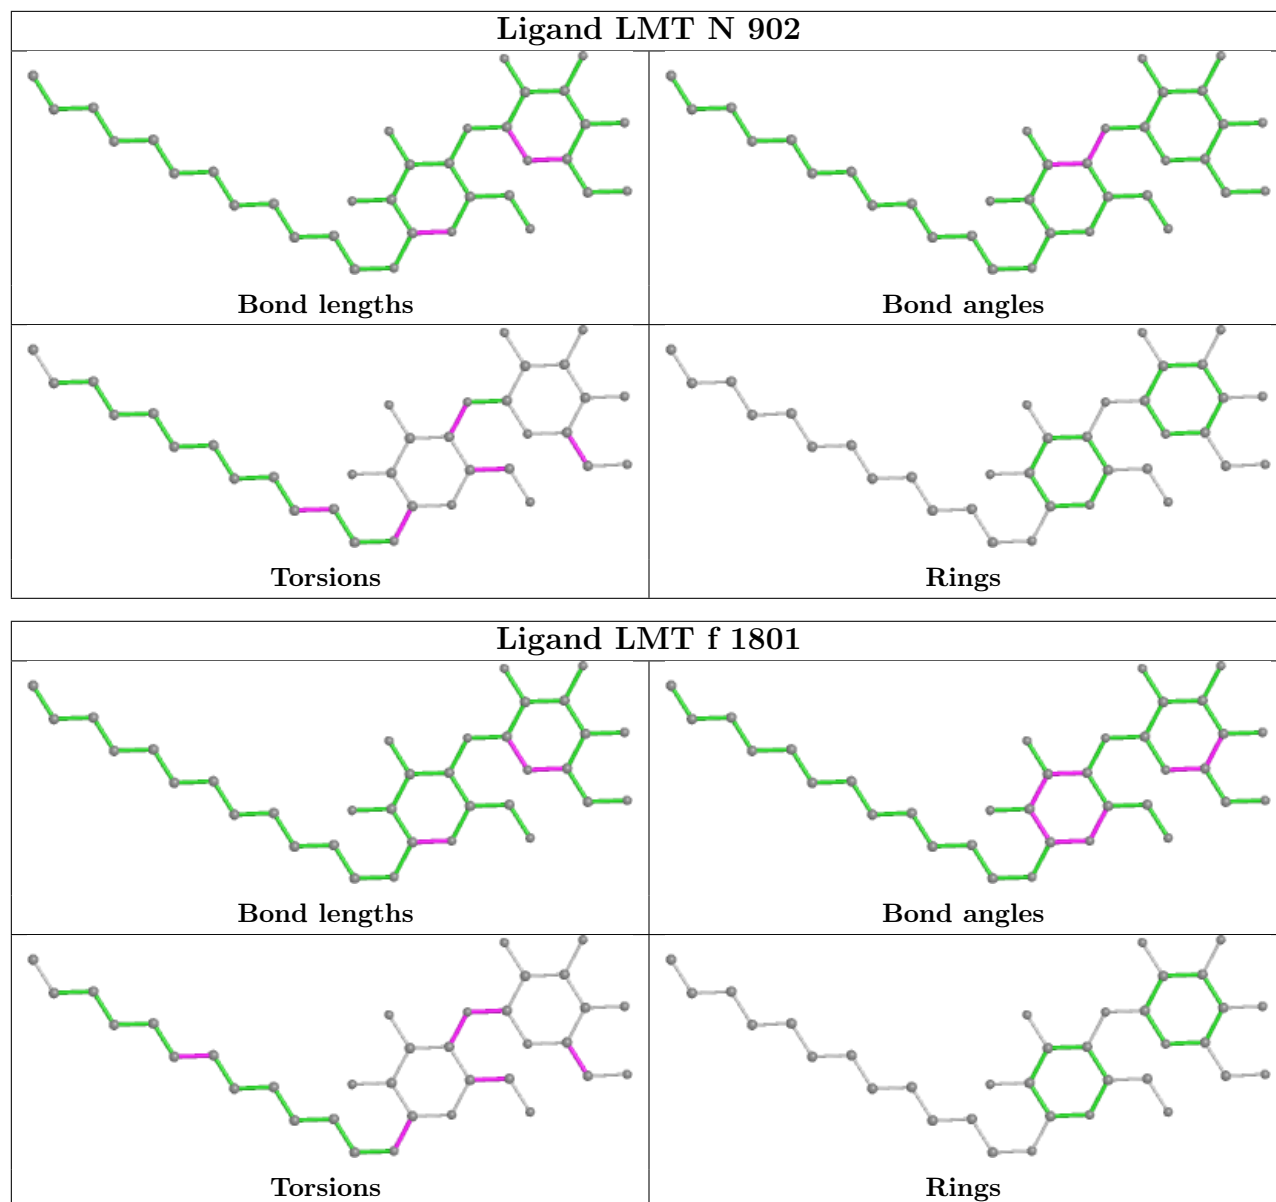 Ligand LMT N 902
Bond lengths
Bond angles
Torsions
Rings
Ligand LMT f 1801
Bond lengths
Bond angles
Torsions
Rings